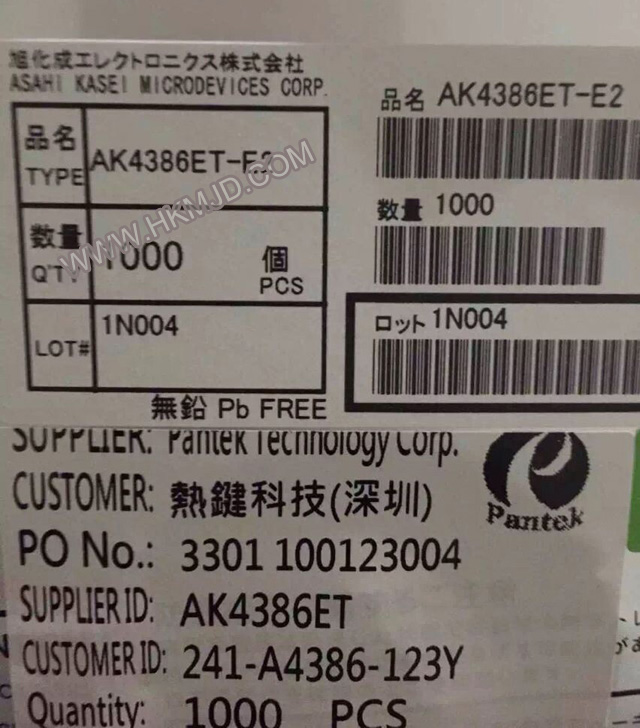 旭化成エレクトロニクス株式会社
ASAHI KASEI MICRODEVICES CORP.
品名
TYPE
AK4386ET-E2
数量
Q'TY
1000
個
PCS
LOT#
1N004
無鉛 Pb FREE
品名 AK4386ET-E2
数量 1000
ロット 1N004
WWW.HKMJD.COM
SUPPLIER: Pantek Technology Corp.
CUSTOMER: 熱鍵科技(深圳)
PO No.: 3301 100123004
SUPPLIER ID: AK4386ET
CUSTOMER ID: 241-A4386-123Y
Quantity: 1000 PCS
Pantek